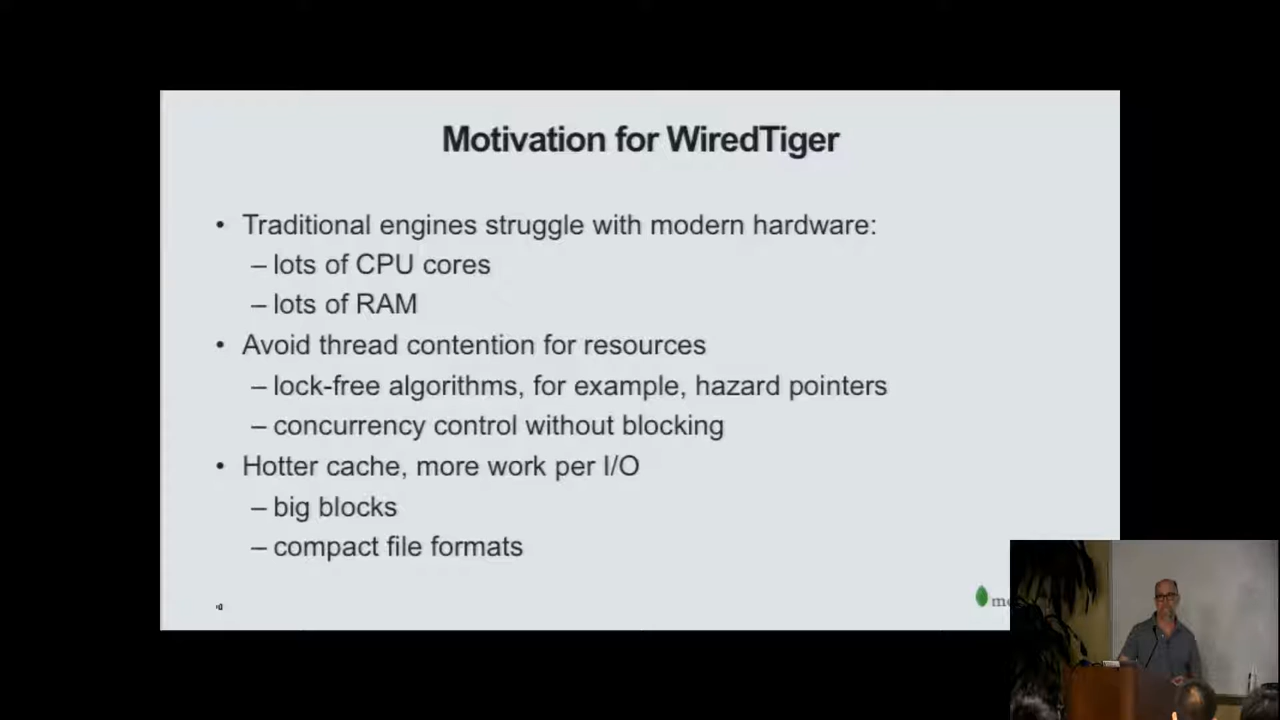 Motivation for WiredTiger
• Traditional engines struggle with modern hardware:
– lots of CPU cores
– lots of RAM
• Avoid thread contention for resources
– lock-free algorithms, for example, hazard pointers
– concurrency control without blocking
• Hotter cache, more work per I/O
– big blocks
– compact file formats